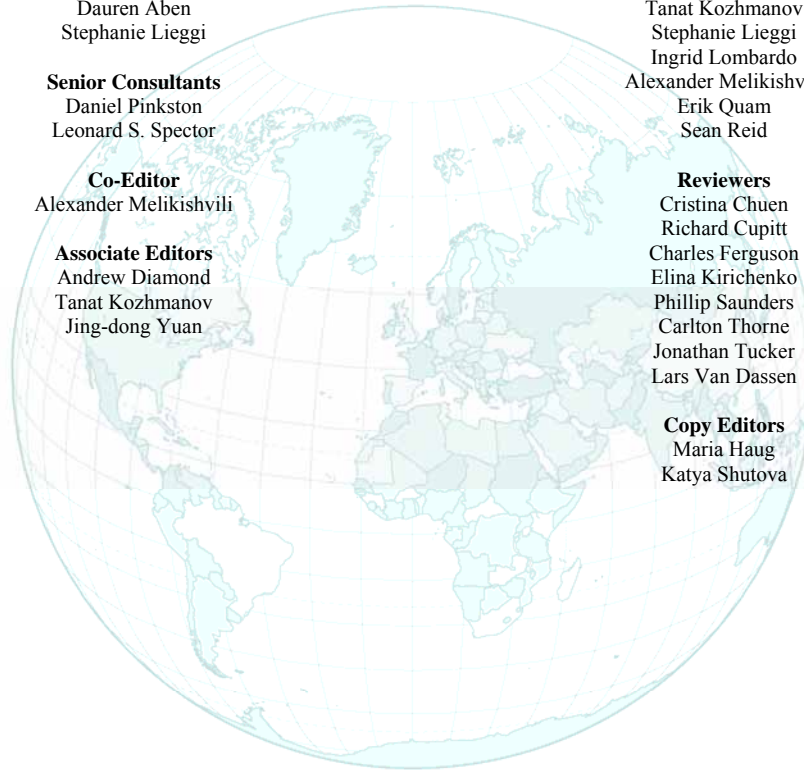 Dauren Aben
Stephanie Lieggi
Senior Consultants
Daniel Pinkston
Leonard S. Spector
Co-Editor
Alexander Melikishvili
Associate Editors
Andrew Diamond
Tanat Kozhmanov
Jing-dong Yuan
Tanat Kozhmanov
Stephanie Lieggi
Ingrid Lombardo
Alexander Melikishv
Erik Quam
Sean Reid
Reviewers
Cristina Chuen
Richard Cupitt
Charles Ferguson
Elina Kirichenko
Phillip Saunders
Carlton Thorne
Jonathan Tucker
Lars Van Dassen
Copy Editors
Maria Haug
Katya Shutova